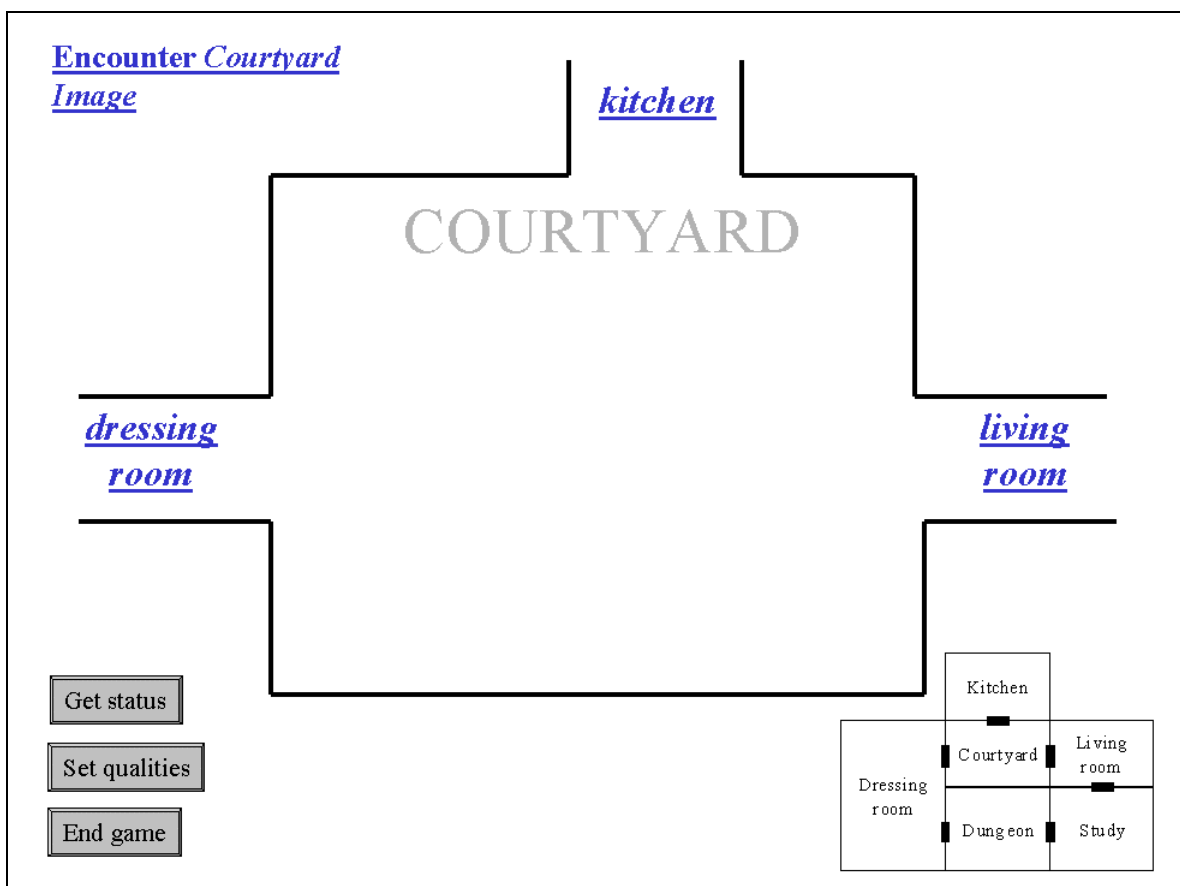 Encounter Courtyard
Image
kitchen
COURTYARD
dressing
room
living
room
Get status
Set qualities
End game
Kitchen
Courtyard
Living
room
Dressing
room
Dungeon
Study